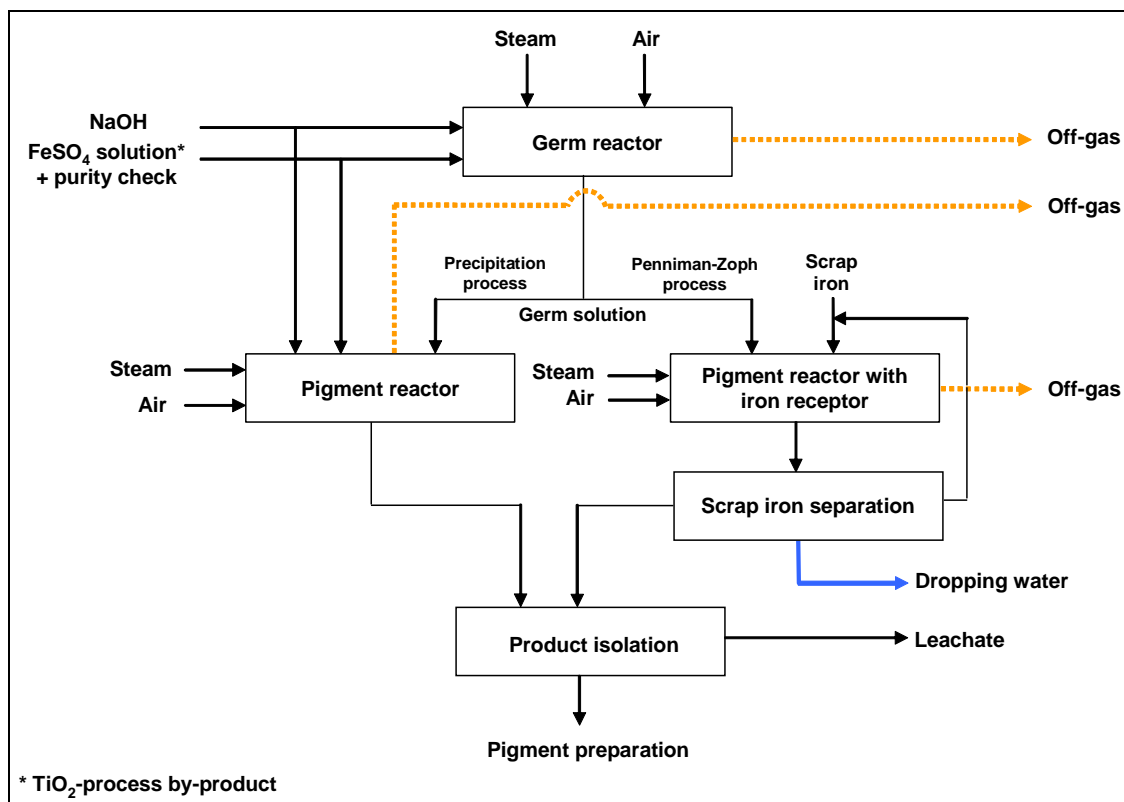 Steam
Air
NaOH
FeSO₄ solution*
+ purity check
Germ reactor
Off-gas
Off-gas
Precipitation
process
Penniman-Zoph
process
Scrap
iron
Germ solution
Steam
Air
Pigment reactor
Steam
Air
Pigment reactor with
iron receptor
Off-gas
Scrap iron separation
Dropping water
Product isolation
Leachate
Pigment preparation
* TiO₂-process by-product